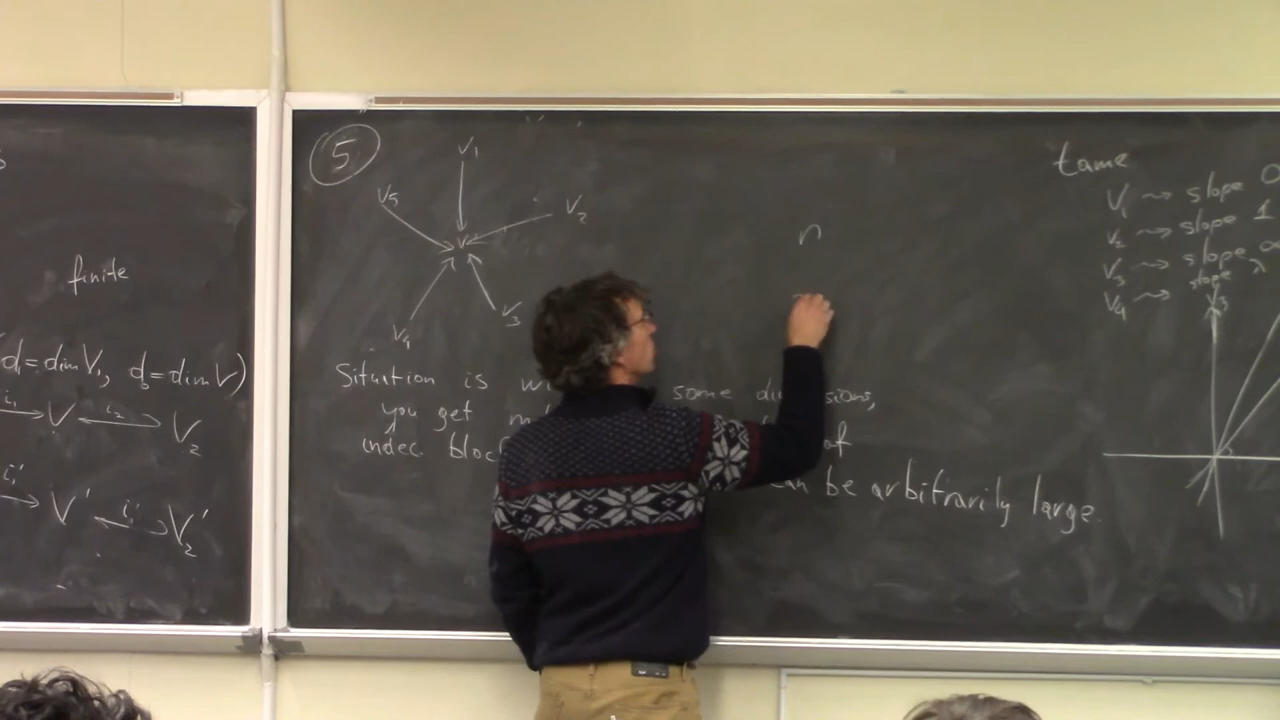 finite
d₁ = dim V₁, d₀ = dim V)
i₁ V i₂ V₂
i₁' V' i₂' V₂'
5
V₁
V₅
V₂
V
V₃
V₄
n
Situation is some
you get
indec. of
can be arbitrarily large.
tame
V₁ ⇝ slope 0
V₂ ⇝ slope 1
V₃ ⇝ slope
V₄ ⇝ slope λ
V₃